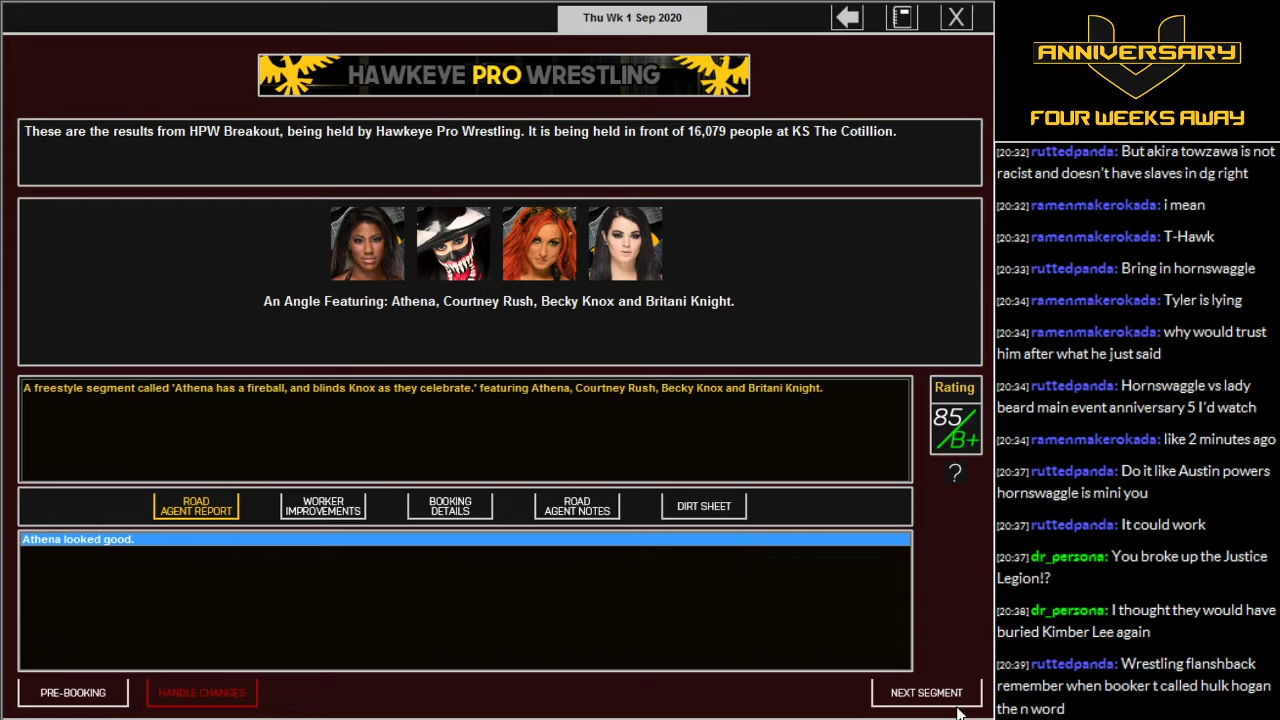 Thu Wk 1 Sep 2020
HAWKEYE PRO WRESTLING
These are the results from HPW Breakout, being held by Hawkeye Pro Wrestling. It is being held in front of 16,079 people at KS The Cotillion.
An Angle Featuring: Athena, Courtney Rush, Becky Knox and Britani Knight.
A freestyle segment called 'Athena has a fireball, and blinds Knox as they celebrate.' featuring Athena, Courtney Rush, Becky Knox and Britani Knight.
Rating
85/B+
?
ROAD
AGENT REPORT
WORKER
IMPROVEMENTS
BOOKING
DETAILS
ROAD
AGENT NOTES
DIRT SHEET
Athena looked good.
PRE-BOOKING
HANDLE CHANGES
NEXT SEGMENT
ANNIVERSARY
V
FOUR WEEKS AWAY
[20:32] ruttedpanda: But akira towzawa is not
racist and doesn't have slaves in dg right
[20:32] ramenmakerokada: i mean
[20:32] ramenmakerokada: T-Hawk
[20:33] ruttedpanda: Bring in hornswaggle
[20:34] ramenmakerokada: Tyler is lying
[20:34] ramenmakerokada: why would trust
him after what he just said
[20:34] ruttedpanda: Hornswaggle vs lady
beard main event anniversary 5 I'd watch
[20:34] ramenmakerokada: like 2 minutes ago
[20:37] ruttedpanda: Do it like Austin powers
hornswaggle is mini you
[20:37] ruttedpanda: It could work
[20:37] dr_persona: You broke up the Justice
Legion!?
[20:38] dr_persona: I thought they would have
buried Kimber Lee again
[20:39] ruttedpanda: Wrestling flanshback
remember when booker t called hulk hogan
the n word